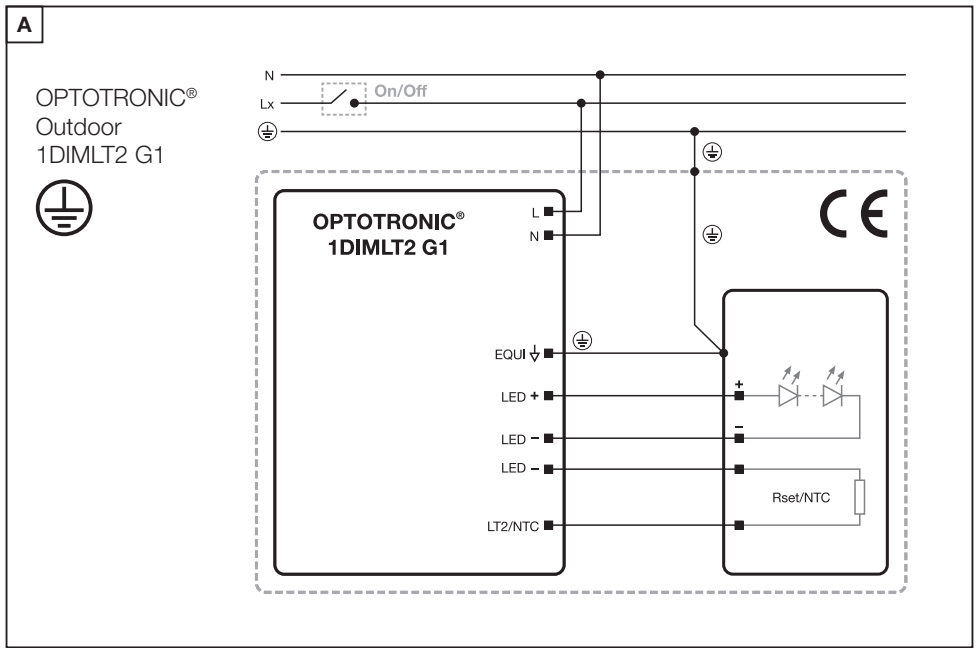 A
OPTOTRONIC®
Outdoor
1DIMLT2 G1
N
Lx
On/Off
OPTOTRONIC®
1DIMLT2 G1
L
N
CE
EQUI
LED +
LED −
LED −
LT2/NTC
+
−
Rset/NTC